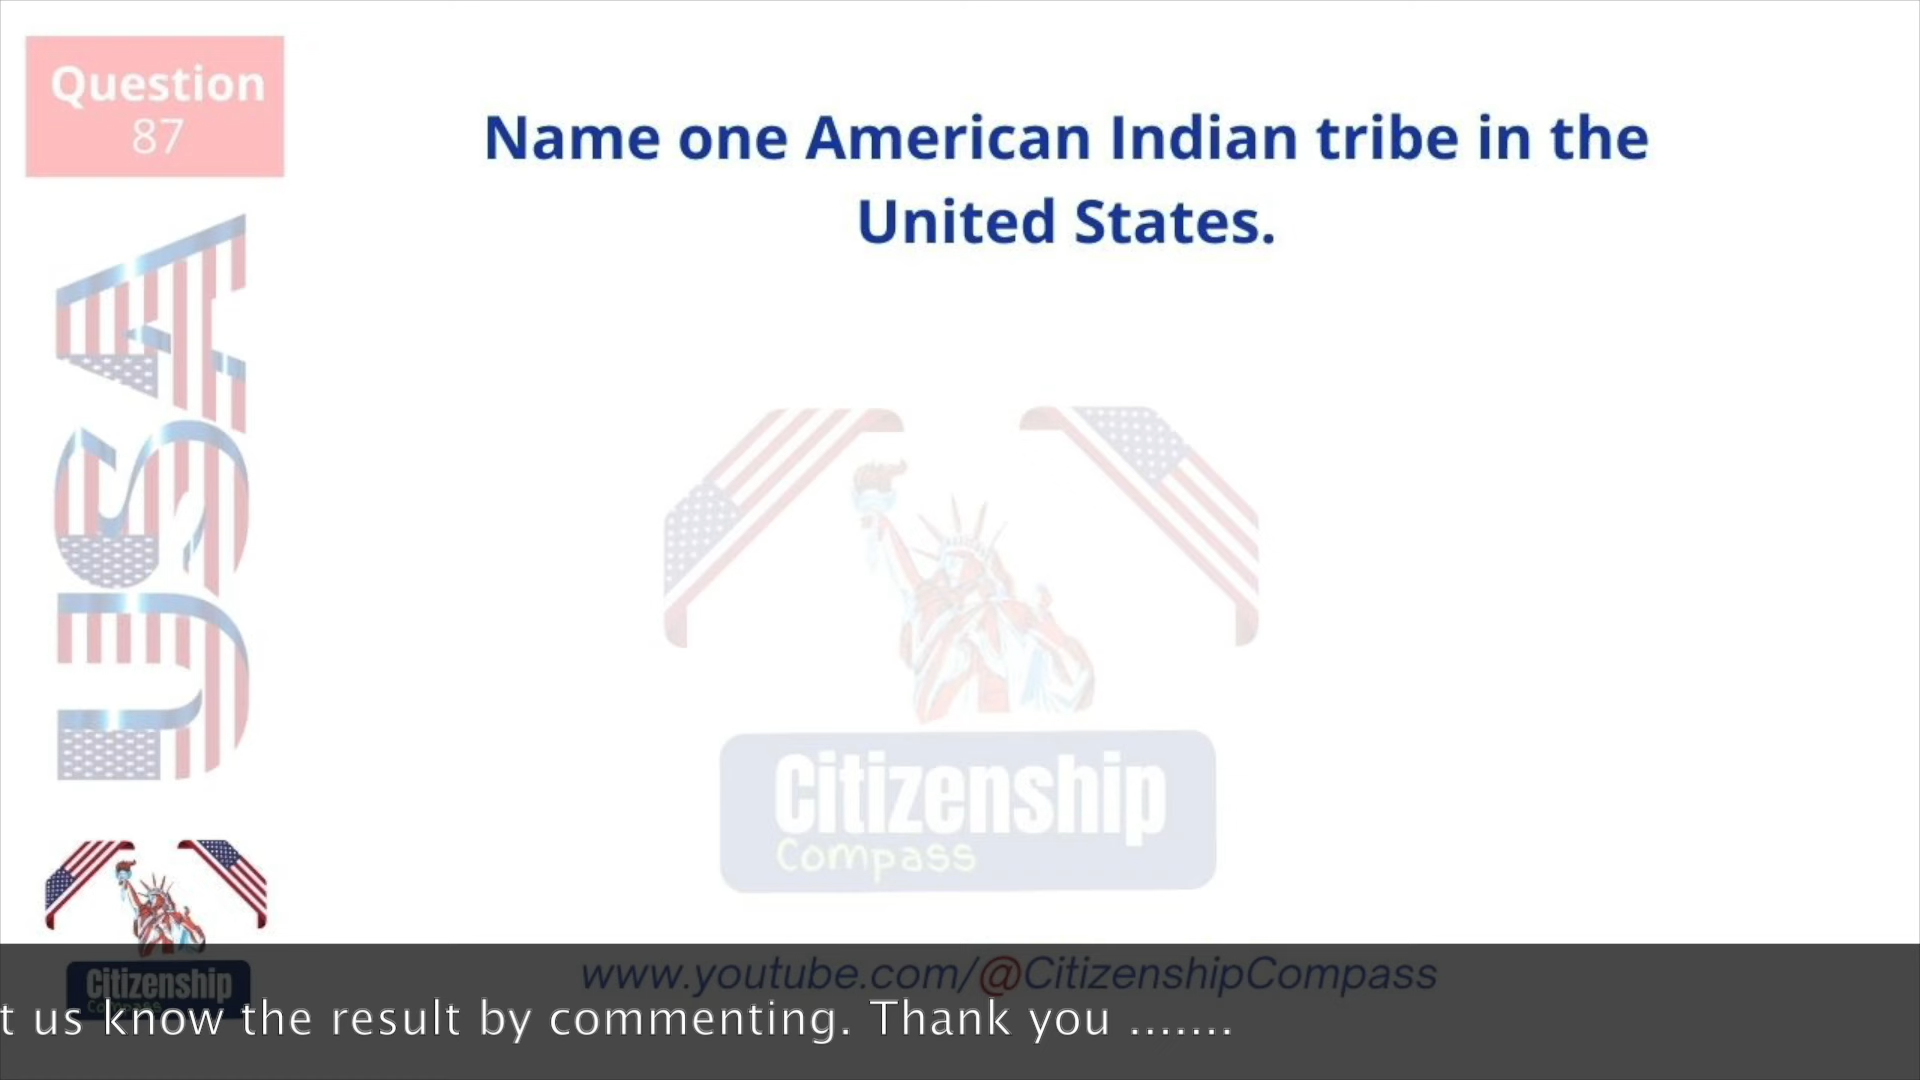 Question
87
Name one American Indian tribe in the
United States.
USA
Citizenship
Compass
Citizenship
Compass
www.youtube.com/@CitizenshipCompass
t us know the result by commenting. Thank you .......